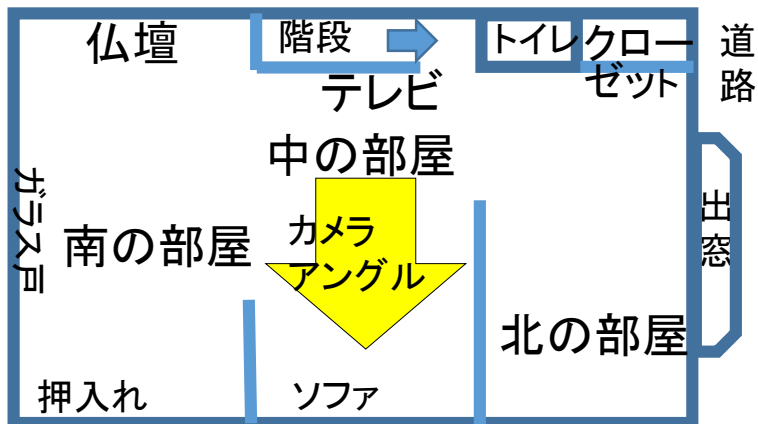 仏壇
階段
トイレ
クロー
ゼット
道
路
テレビ
中の部屋
ガラス戸
南の部屋
カメラ
アングル
出
窓
北の部屋
押入れ
ソファ